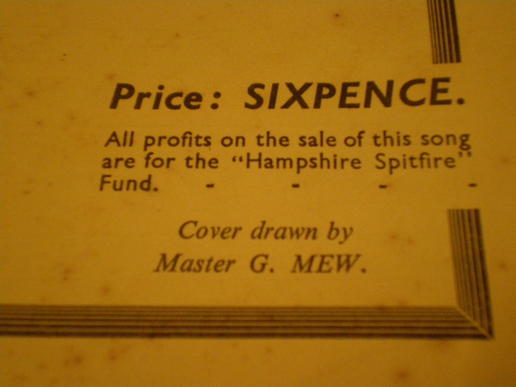 Price: SIXPENCE.
All profits on the sale of this song
are for the "Hampshire Spitfire"
Fund. - - - -
Cover drawn by
Master G. MEW.